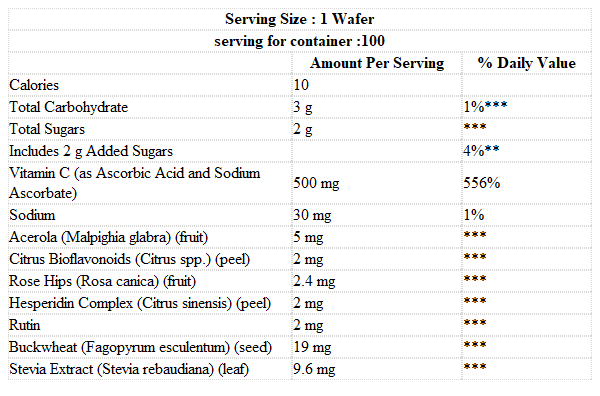 Serving Size : 1 Wafer
serving for container :100
Amount Per Serving % Daily Value
Calories 10
Total Carbohydrate 3 g 1%***
Total Sugars 2 g ***
Includes 2 g Added Sugars 4%**
Vitamin C (as Ascorbic Acid and Sodium
Ascorbate) 500 mg 556%
Sodium 30 mg 1%
Acerola (Malpighia glabra) (fruit) 5 mg ***
Citrus Bioflavonoids (Citrus spp.) (peel) 2 mg ***
Rose Hips (Rosa canica) (fruit) 2.4 mg ***
Hesperidin Complex (Citrus sinensis) (peel) 2 mg ***
Rutin 2 mg ***
Buckwheat (Fagopyrum esculentum) (seed) 19 mg ***
Stevia Extract (Stevia rebaudiana) (leaf) 9.6 mg ***